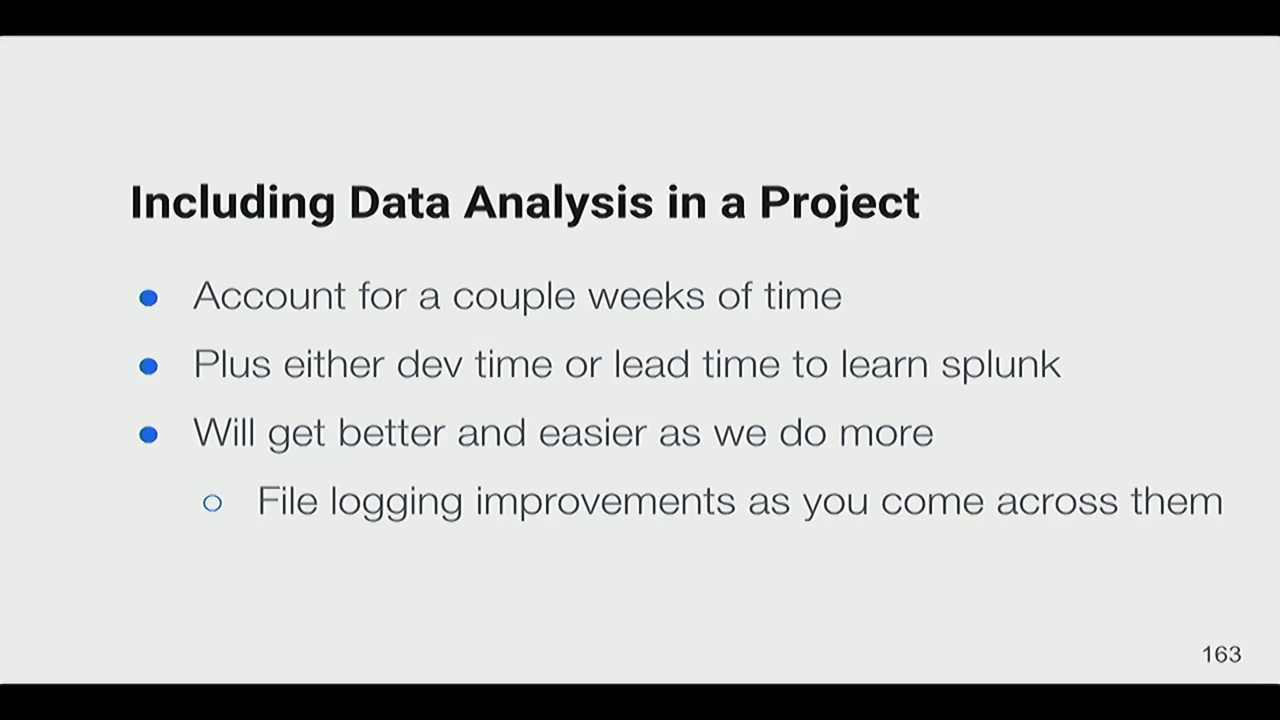 Including Data Analysis in a Project
Account for a couple weeks of time
Plus either dev time or lead time to learn splunk
Will get better and easier as we do more
File logging improvements as you come across them
163